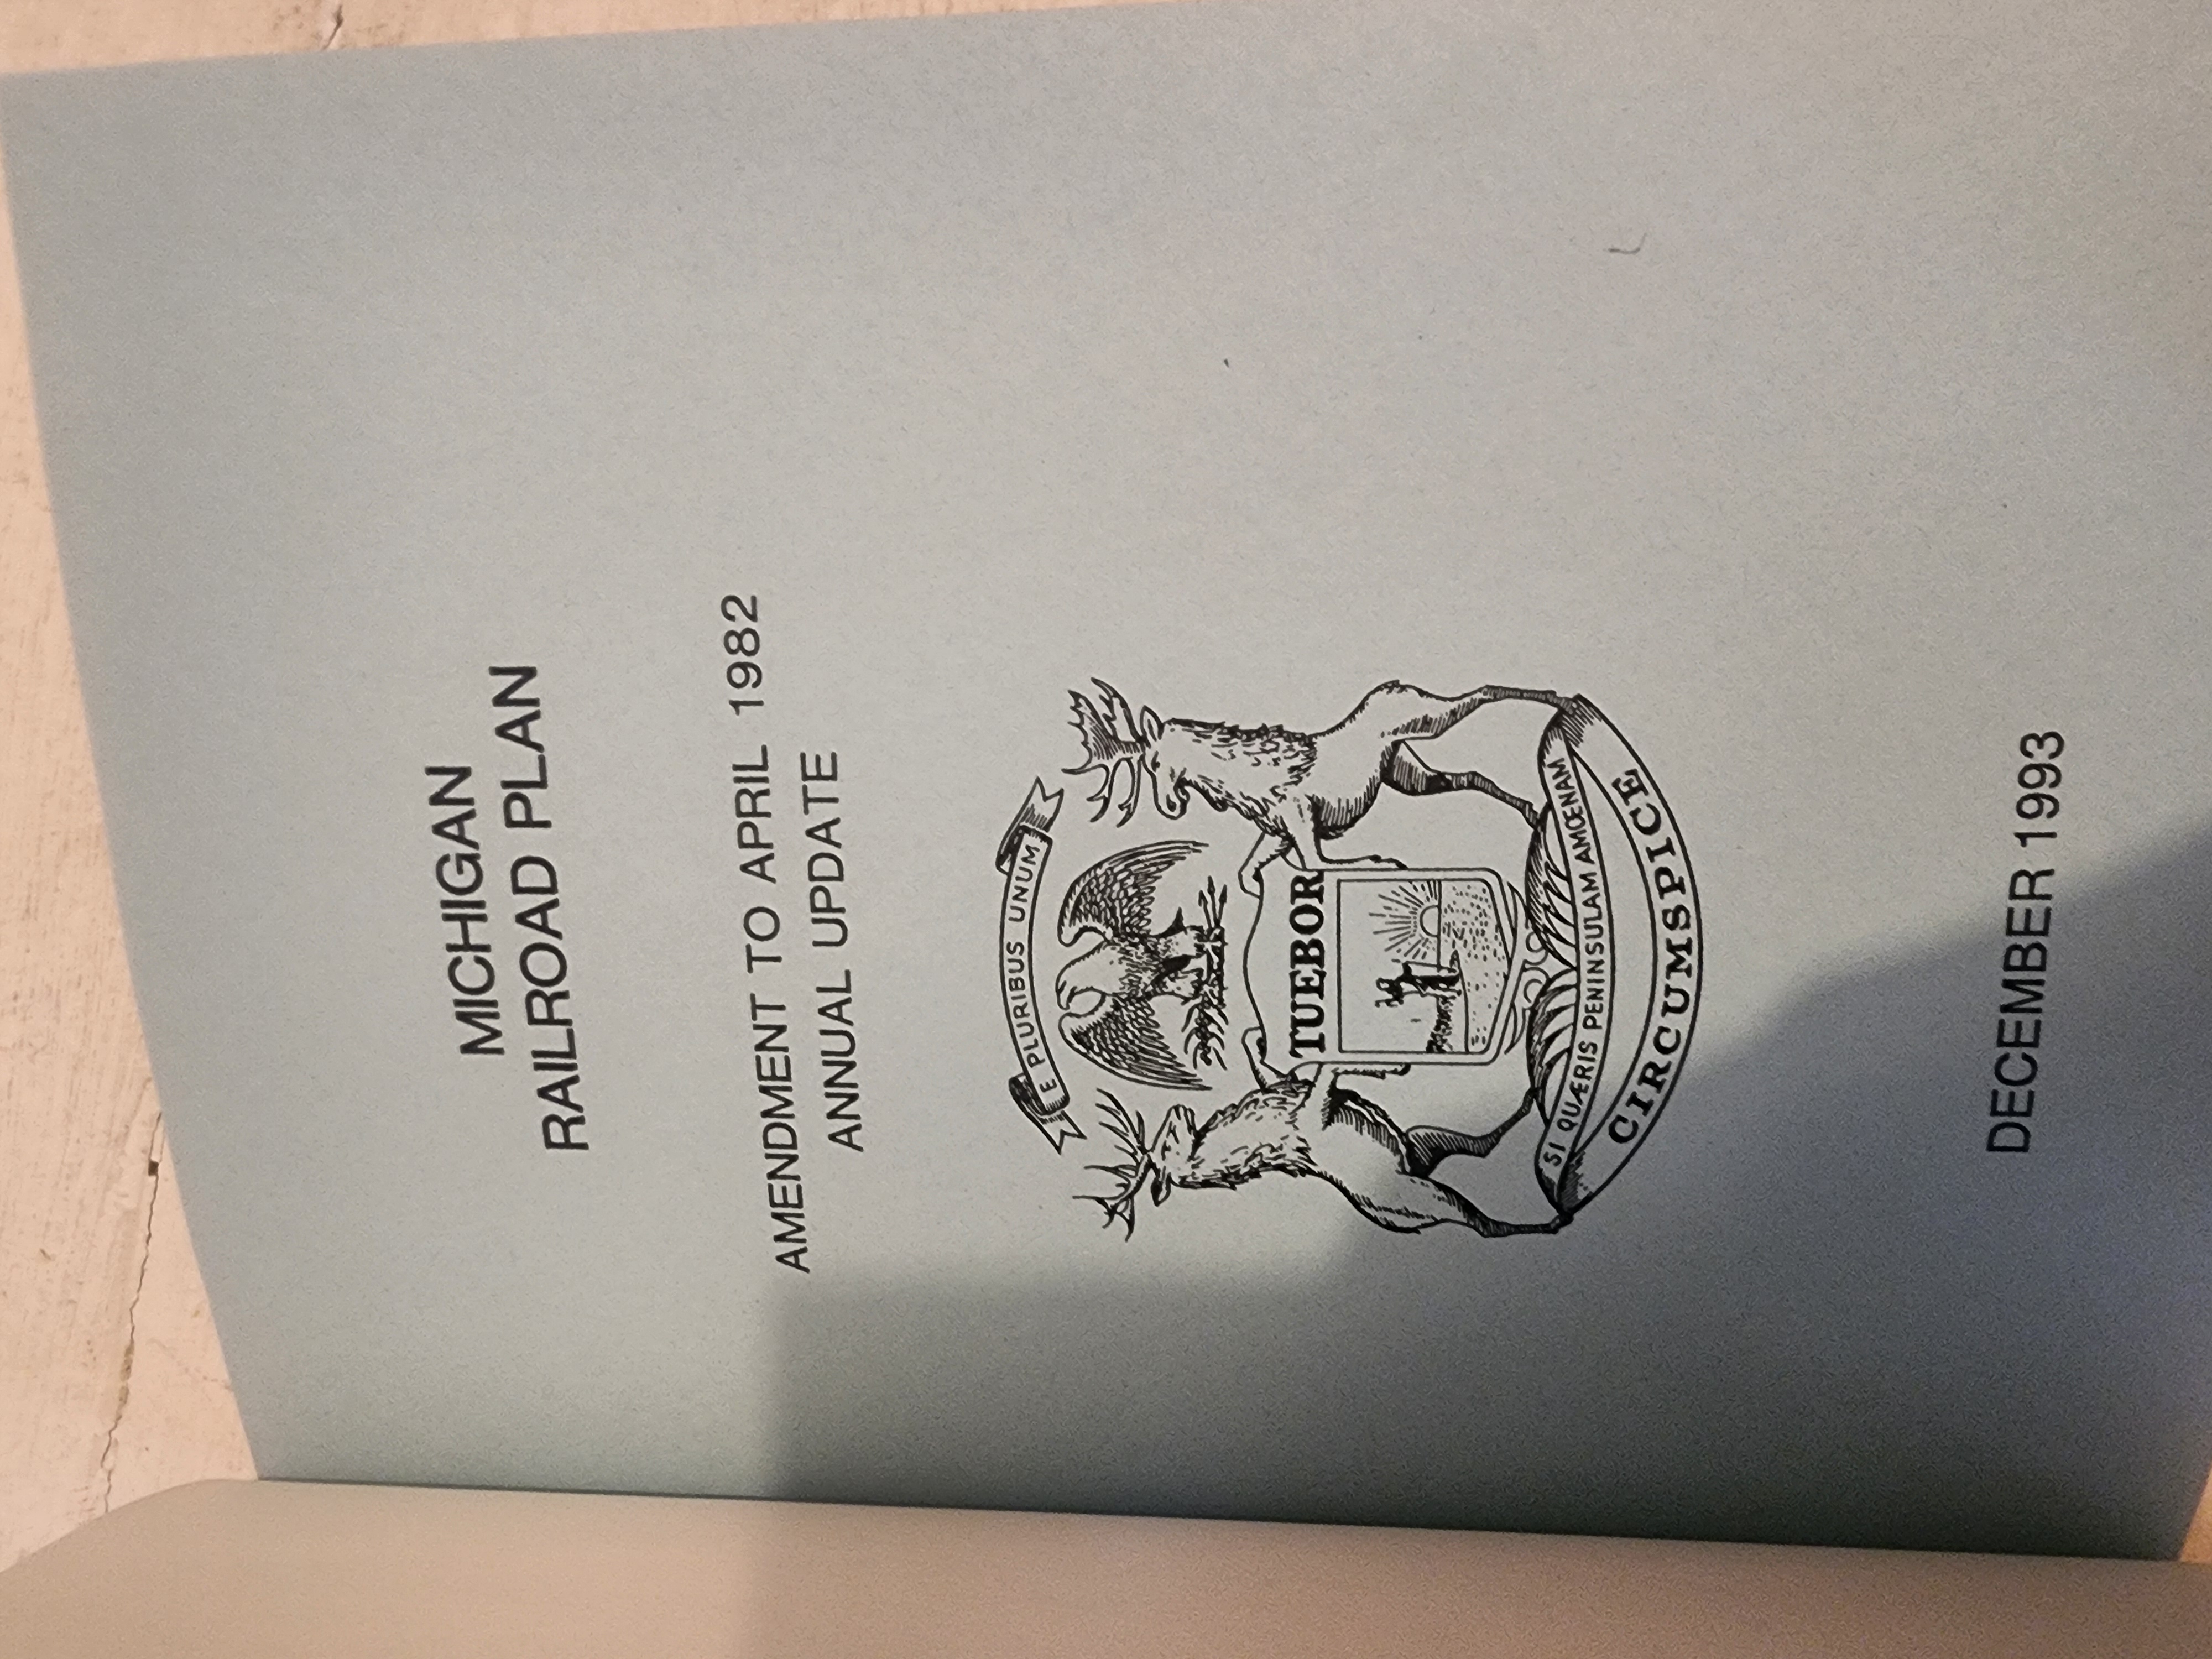 MICHIGAN
RAILROAD PLAN
AMENDMENT TO APRIL 1982
ANNUAL UPDATE
E PLURIBUS UNUM
TUEBOR
SI QUÆRIS PENINSULAM AMŒNAM
CIRCUMSPICE
DECEMBER 1993